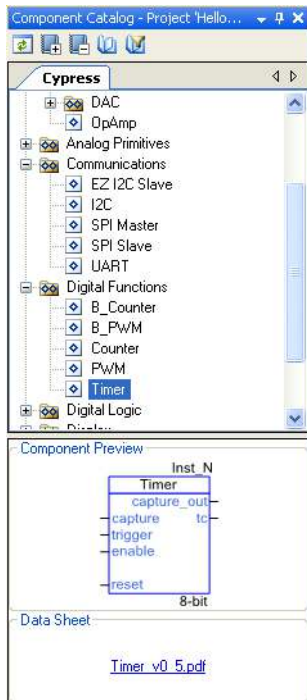 Component Catalog - Project 'Hello...
Cypress
DAC
OpAmp
Analog Primitives
Communications
EZ I2C Slave
I2C
SPI Master
SPI Slave
UART
Digital Functions
B_Counter
B_PWM
Counter
PWM
Timer
Digital Logic
Display
Component Preview
Inst_N
Timer
capture_out
capture tc
trigger
enable
reset
8-bit
Data Sheet
Timer_v0_5.pdf